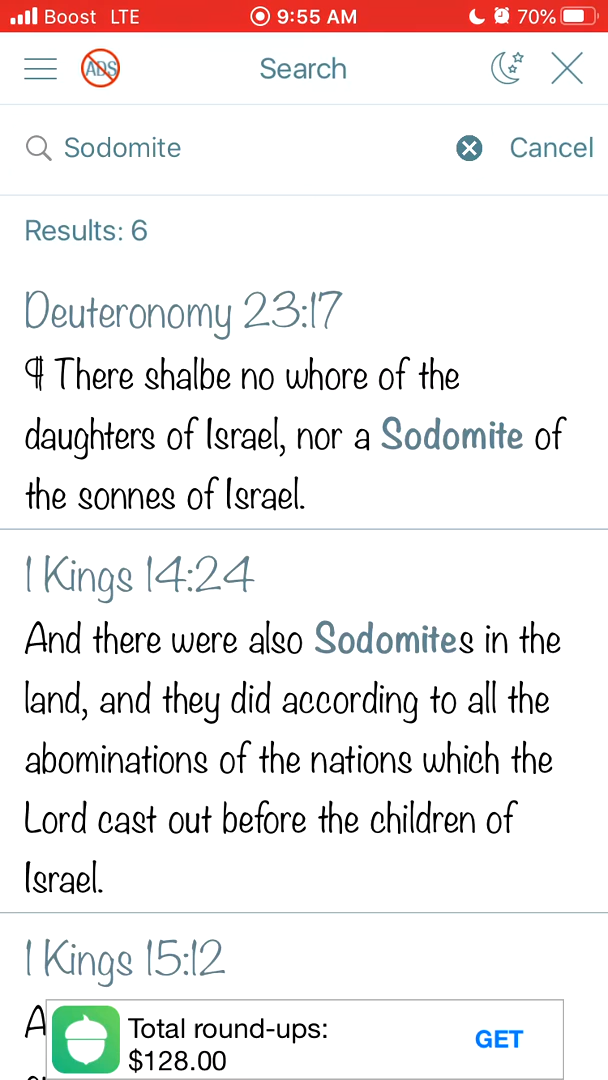 Boost LTE 9:55 AM 70%
ADS Search
Sodomite Cancel
Results: 6
Deuteronomy 23:17
¶ There shalbe no whore of the
daughters of Israel, nor a Sodomite of
the sonnes of Israel.
1 Kings 14:24
And there were also Sodomites in the
land, and they did according to all the
abominations of the nations which the
Lord cast out before the children of
Israel.
1 Kings 15:12
A
Total round-ups:
$128.00
GET